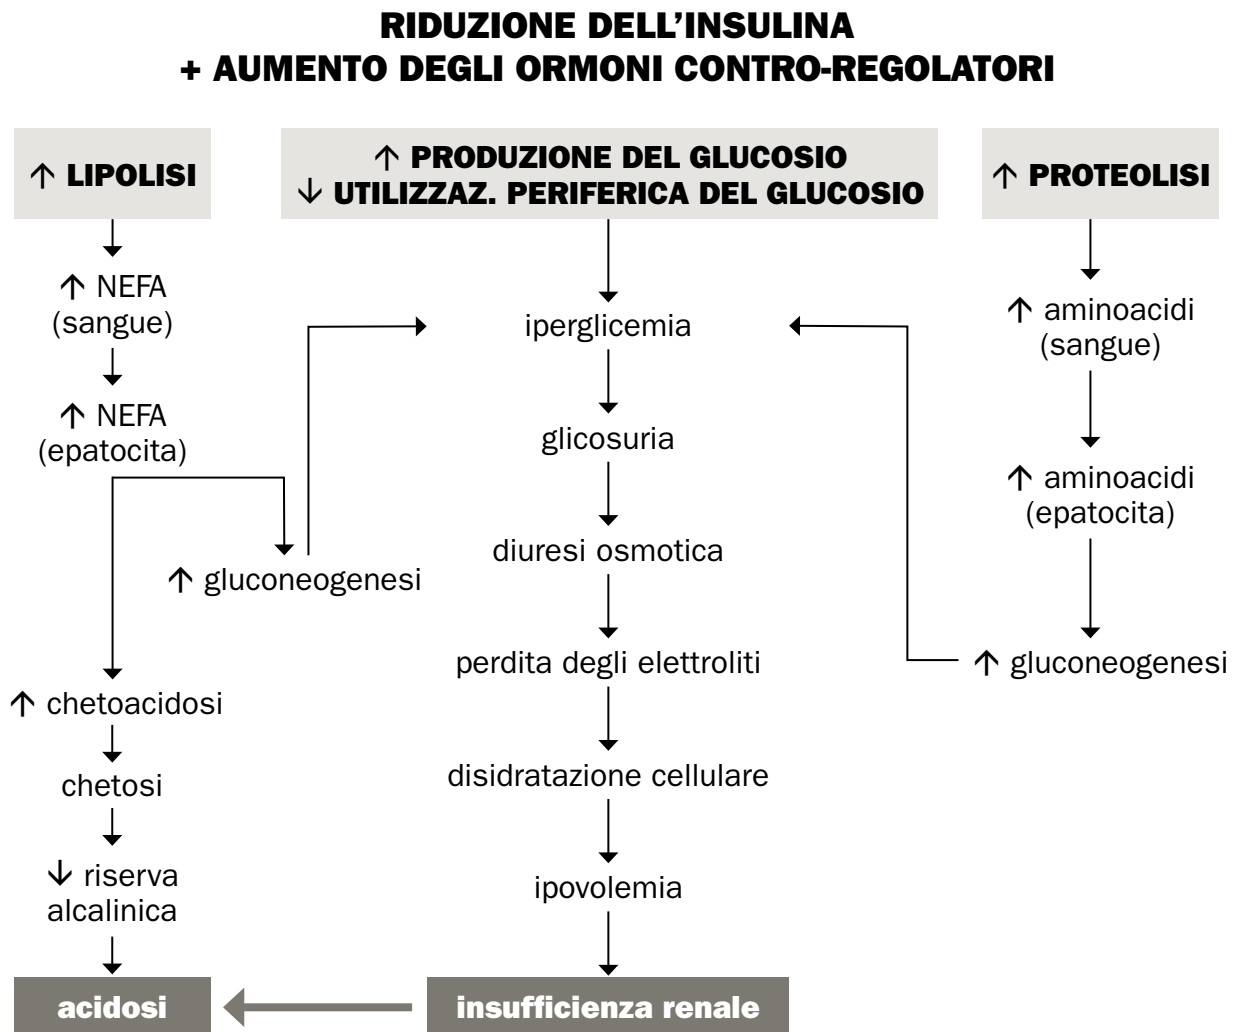 RIDUZIONE DELL’INSULINA
+ AUMENTO DEGLI ORMONI CONTRO-REGOLATORI
↑ LIPOLISI
↑ NEFA
(sangue)
↑ NEFA
(epatocita)
↑ gluconeogenesi
↑ chetoacidosi
chetosi
↓ riserva
alcalinica
acidosi
↑ PRODUZIONE DEL GLUCOSIO
↓ UTILIZZAZ. PERIFERICA DEL GLUCOSIO
iperglicemia
glicosuria
diuresi osmotica
perdita degli elettroliti
disidratazione cellulare
ipovolemia
insufficienza renale
↑ PROTEOLISI
↑ aminoacidi
(sangue)
↑ aminoacidi
(epatocita)
↑ gluconeogenesi